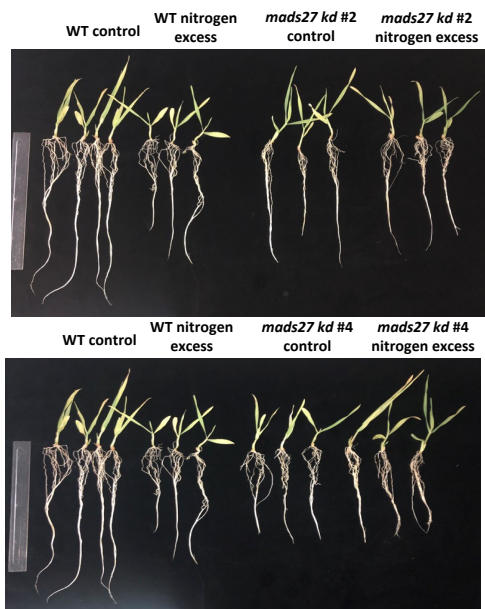 WT control
WT nitrogen
excess
mads27 kd #2
control
mads27 kd #2
nitrogen excess
WT control
WT nitrogen
excess
mads27 kd #4
control
mads27 kd #4
nitrogen excess